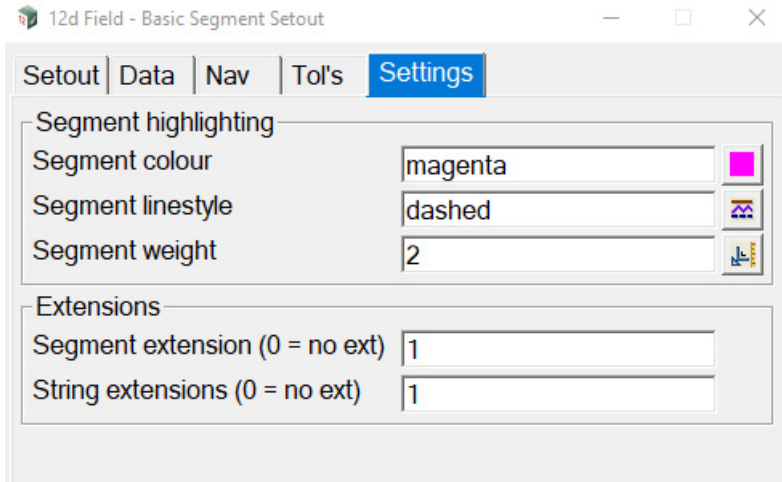 12d Field - Basic Segment Setout
Setout Data Nav Tol's Settings
Segment highlighting
Segment colour magenta
Segment linestyle dashed
Segment weight 2
Extensions
Segment extension (0 = no ext) 1
String extensions (0 = no ext) 1